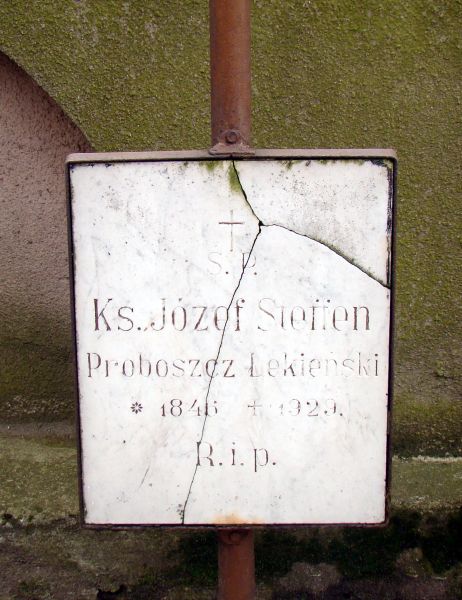 Ś. P.
Ks. Józef Steffen
Proboszcz Łekieński
* 1846 + 1929.
R. i. p.